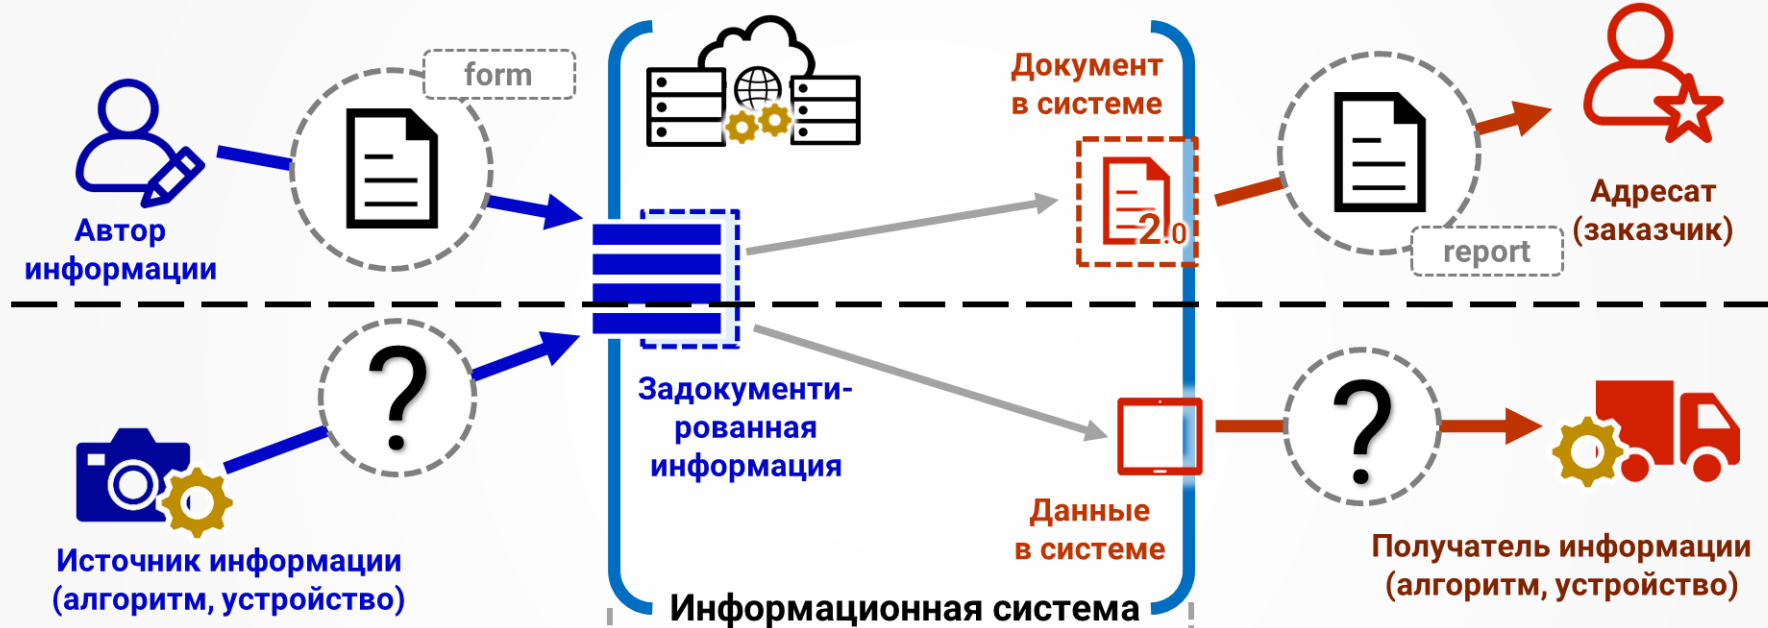 form
Автор
информации
?
Источник информации
(алгоритм, устройство)
Задокументи-
рованная
информация
Информационная система
Документ
в системе
2.0
Данные
в системе
report
Адресат
(заказчик)
?
Получатель информации
(алгоритм, устройство)